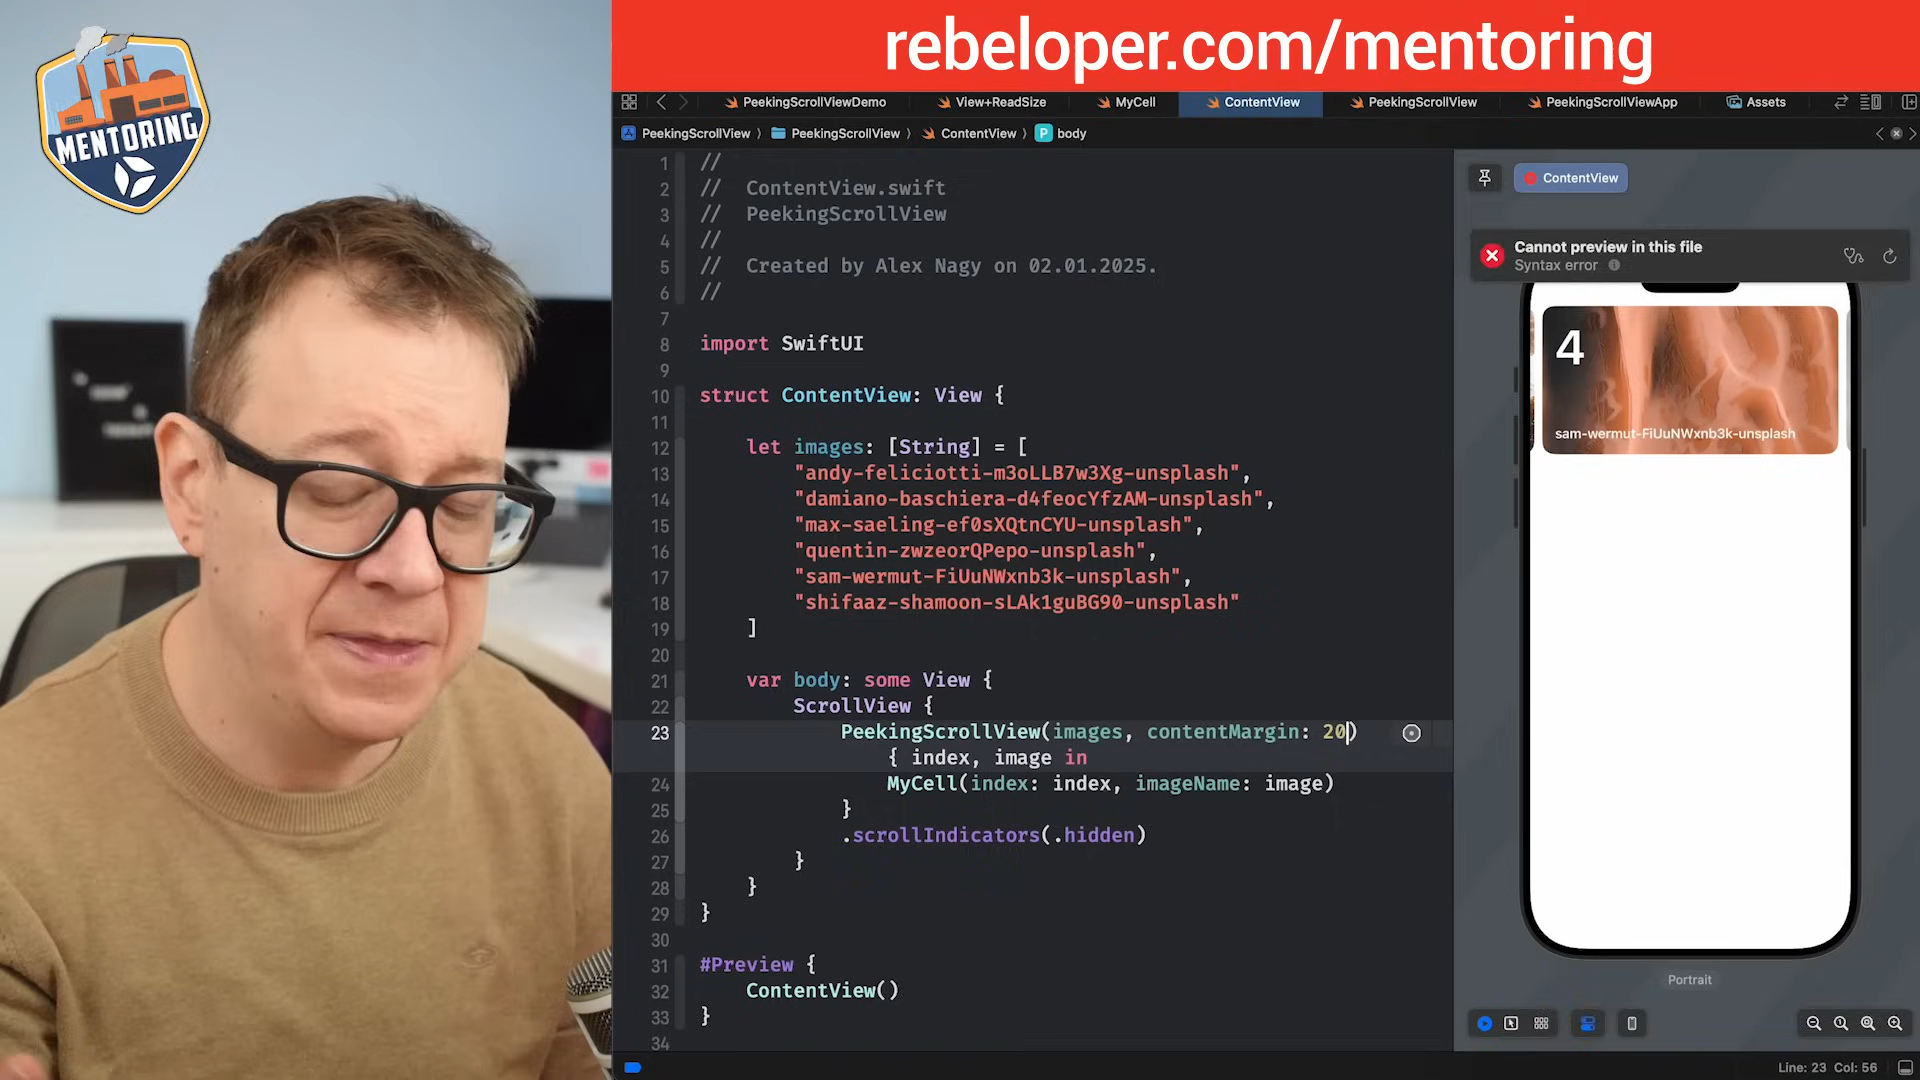 MENTORING
rebeloper.com/mentoring
PeekingScrollViewDemo
View+ReadSize
MyCell
ContentView
PeekingScrollView
PeekingScrollViewApp
Assets
PeekingScrollView
PeekingScrollView
ContentView
P body
1 //
2 // ContentView.swift
3 // PeekingScrollView
4 //
5 // Created by Alex Nagy on 02.01.2025.
6 //
7
8 import SwiftUI
9
10 struct ContentView: View {
11
12 let images: [String] = [
13 "andy-feliciotti-m3oLLB7w3Xg-unsplash",
14 "damiano-baschiera-d4feocYfzAM-unsplash",
15 "max-saeling-ef0sXQtnCYU-unsplash",
16 "quentin-zwzeorQPepo-unsplash",
17 "sam-wermut-FiUuNWxnb3k-unsplash",
18 "shifaaz-shamoon-sLAk1guBG90-unsplash"
19 ]
20
21 var body: some View {
22 ScrollView {
23 PeekingScrollView(images, contentMargin: 20)
{ index, image in
24 MyCell(index: index, imageName: image)
25 }
26 .scrollIndicators(.hidden)
27 }
28 }
29 }
30
31 #Preview {
32 ContentView()
33 }
34
ContentView
Cannot preview in this file
Syntax error
4
sam-wermut-FiUuNWxnb3k-unsplash
Portrait
Line: 23 Col: 56